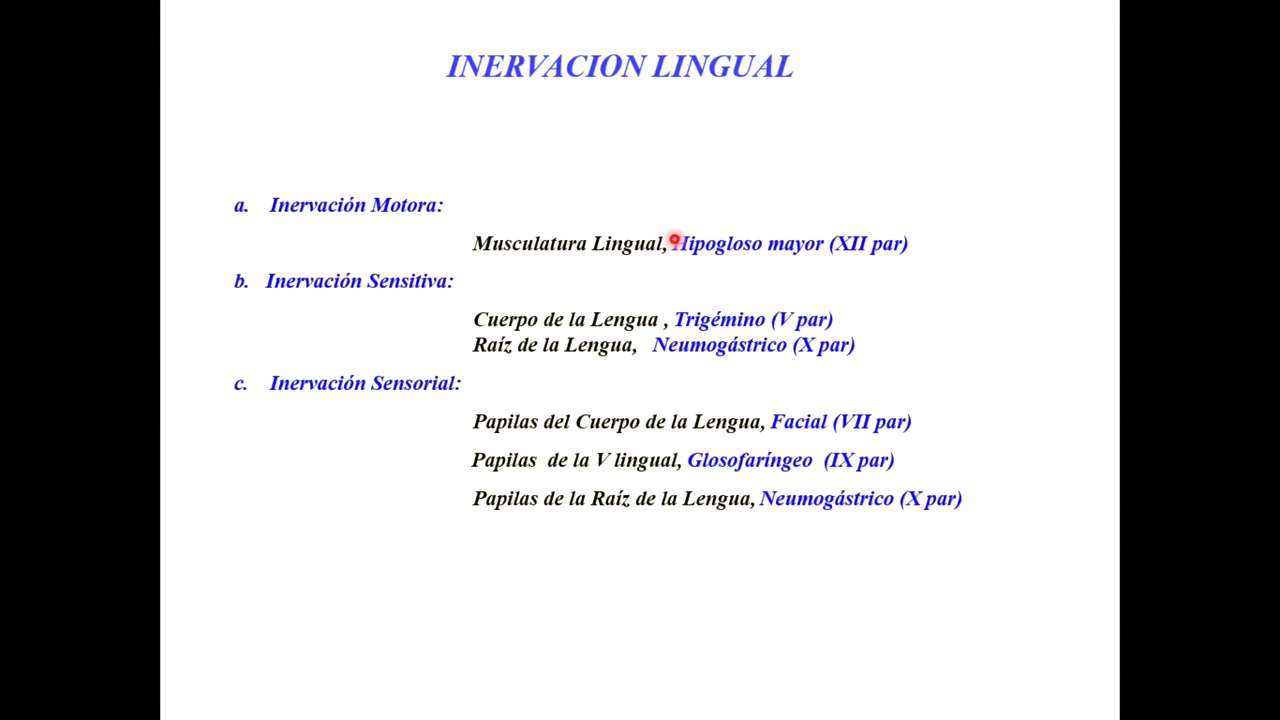 INERVACION LINGUAL
a. Inervación Motora:
Musculatura Lingual, Hipogloso mayor (XII par)
b. Inervación Sensitiva:
Cuerpo de la Lengua , Trigémino (V par)
Raíz de la Lengua, Neumogástrico (X par)
c. Inervación Sensorial:
Papilas del Cuerpo de la Lengua, Facial (VII par)
Papilas de la V lingual, Glosofaríngeo (IX par)
Papilas de la Raíz de la Lengua, Neumogástrico (X par)